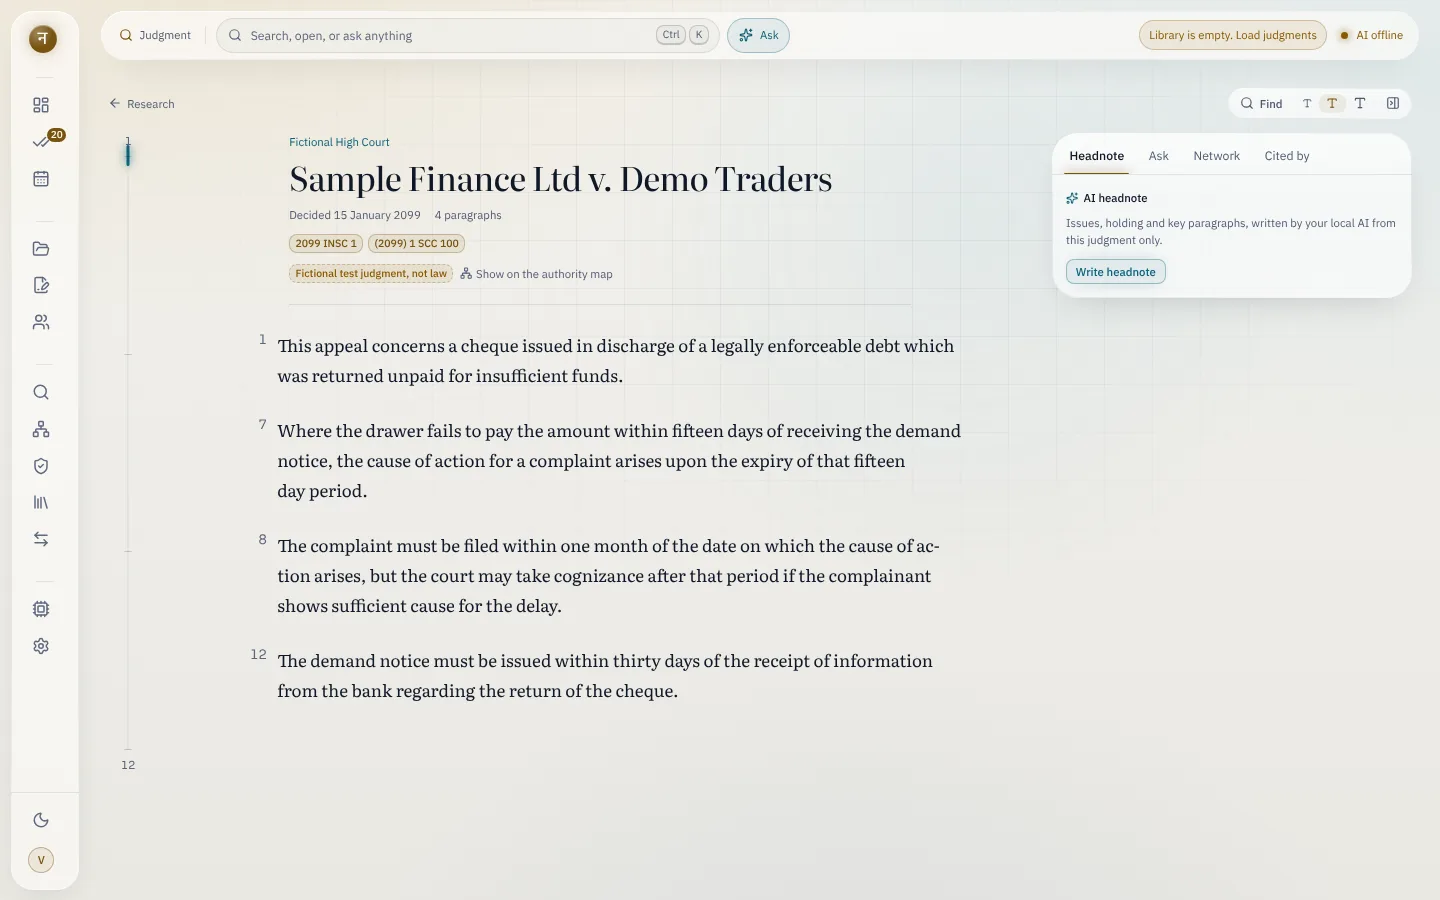 न
Judgment
Search, open, or ask anything
Ctrl K
Ask
Library is empty. Load judgments
AI offline
20
Research
Find
T T T
1
12
Fictional High Court
Sample Finance Ltd v. Demo Traders
Decided 15 January 2099 4 paragraphs
2099 INSC 1 (2099) 1 SCC 100
Fictional test judgment, not law Show on the authority map
1 This appeal concerns a cheque issued in discharge of a legally enforceable debt which
was returned unpaid for insufficient funds.
7 Where the drawer fails to pay the amount within fifteen days of receiving the demand
notice, the cause of action for a complaint arises upon the expiry of that fifteen
day period.
8 The complaint must be filed within one month of the date on which the cause of ac-
tion arises, but the court may take cognizance after that period if the complainant
shows sufficient cause for the delay.
12 The demand notice must be issued within thirty days of the receipt of information
from the bank regarding the return of the cheque.
Headnote Ask Network Cited by
AI headnote
Issues, holding and key paragraphs, written by your local AI from
this judgment only.
Write headnote
V